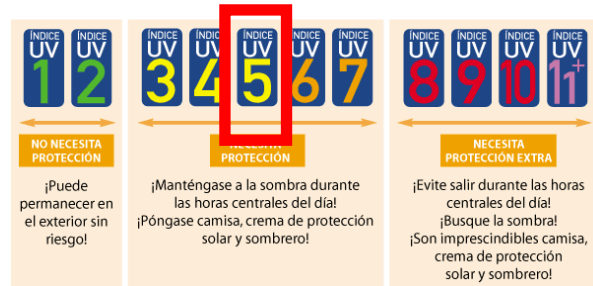 ÍNDICE UV 1
ÍNDICE UV 2
ÍNDICE UV 3
ÍNDICE UV 4
ÍNDICE UV 5
ÍNDICE UV 6
ÍNDICE UV 7
ÍNDICE UV 8
ÍNDICE UV 9
ÍNDICE UV 10
ÍNDICE UV 11+
NO NECESITA
PROTECCIÓN
¡Puede
permanecer en
el exterior sin
riesgo!
NECESITA
PROTECCIÓN
¡Manténgase a la sombra durante
las horas centrales del día!
¡Póngase camisa, crema de protección
solar y sombrero!
NECESITA
PROTECCIÓN EXTRA
¡Evite salir durante las horas
centrales del día!
¡Busque la sombra!
¡Son imprescindibles camisa,
crema de protección
solar y sombrero!